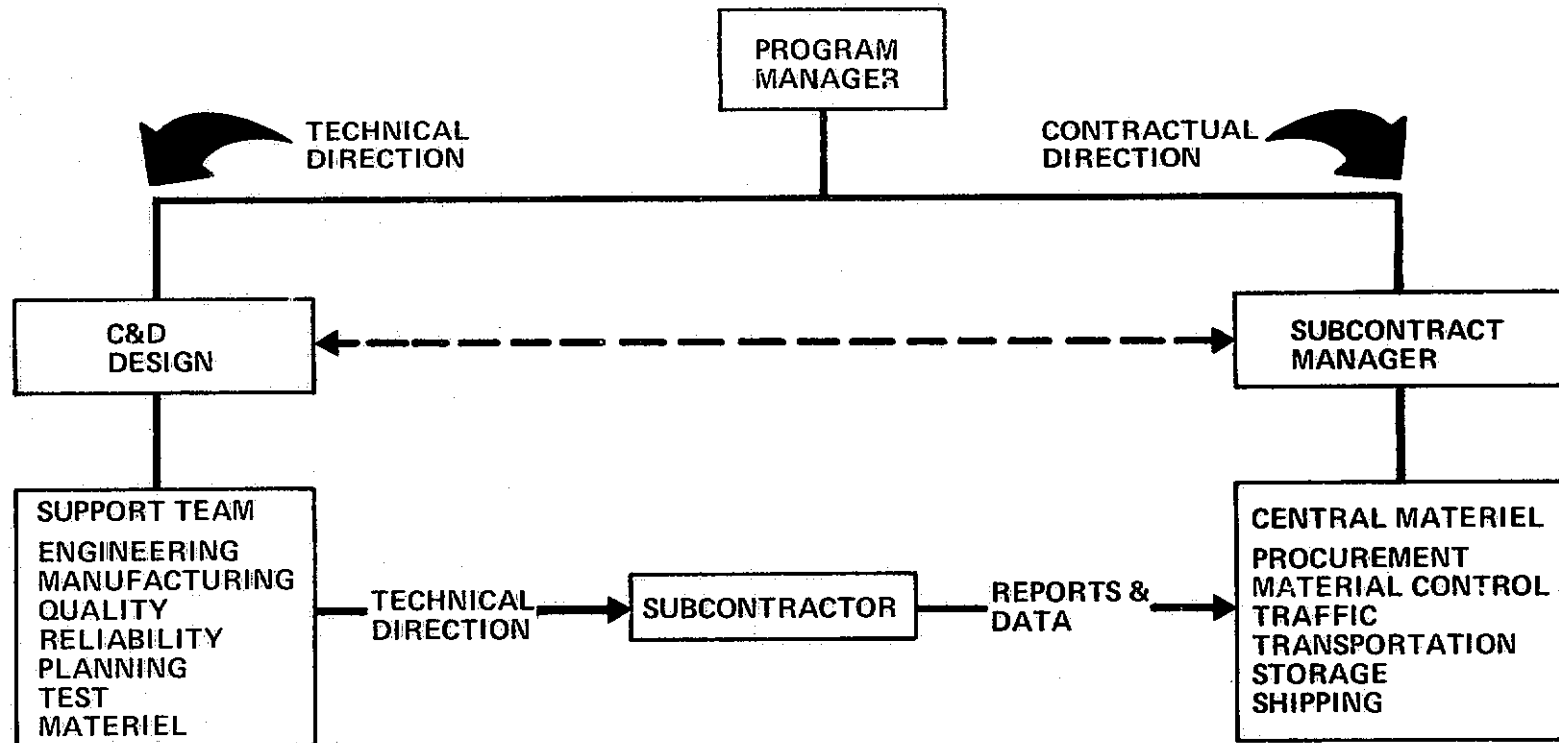 PROGRAM
MANAGER
TECHNICAL
DIRECTION
CONTRACTUAL
DIRECTION
C&D
DESIGN
SUBCONTRACT
MANAGER
SUPPORT TEAM
ENGINEERING
MANUFACTURING
QUALITY
RELIABILITY
PLANNING
TEST
MATERIEL
TECHNICAL
DIRECTION
SUBCONTRACTOR
REPORTS &
DATA
CENTRAL MATERIEL
PROCUREMENT
MATERIAL CONTROL
TRAFFIC
TRANSPORTATION
STORAGE
SHIPPING